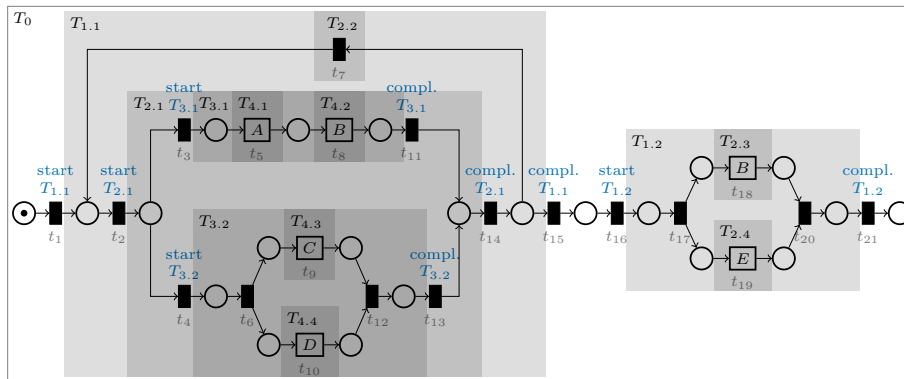 T0
T1.1
T2.2
t7
start
T3.1
compl.
T3.1
T2.1
T3.1
T4.1
T4.2
A
B
t3
t5
t8
t11
start
T1.1
start
T2.1
compl.
T2.1
compl.
T1.1
start
T1.2
T1.2
T2.3
B
t18
compl.
T1.2
t1
t2
t14
t15
t16
t17
t20
t21
T3.2
T4.3
C
t9
T2.4
E
t19
start
T3.2
compl.
T3.2
t4
t6
t12
t13
T4.4
D
t10